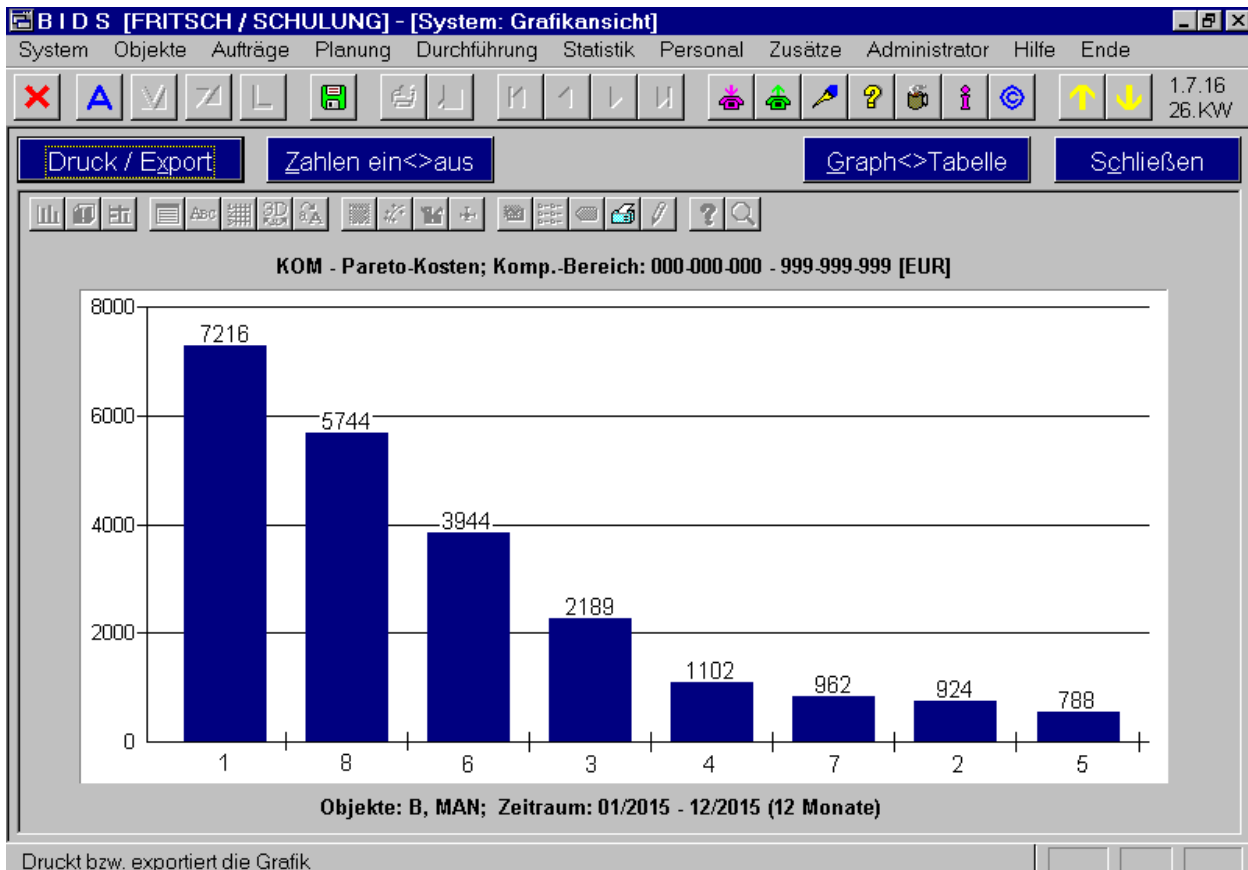 B I D S [FRITSCH / SCHULUNG] - [System: Grafikansicht]
System Objekte Aufträge Planung Durchführung Statistik Personal Zusätze Administrator Hilfe Ende
1.7.16
26.KW
Druck / Export Zahlen ein<>aus Graph<>Tabelle Schließen
KOM - Pareto-Kosten; Komp.-Bereich: 000-000-000 - 999-999-999 [EUR]
8000
7216
6000
5744
4000
3944
2189
2000
1102
962
924
788
0
1 8 6 3 4 7 2 5
Objekte: B, MAN; Zeitraum: 01/2015 - 12/2015 (12 Monate)
Druckt bzw. exportiert die Grafik